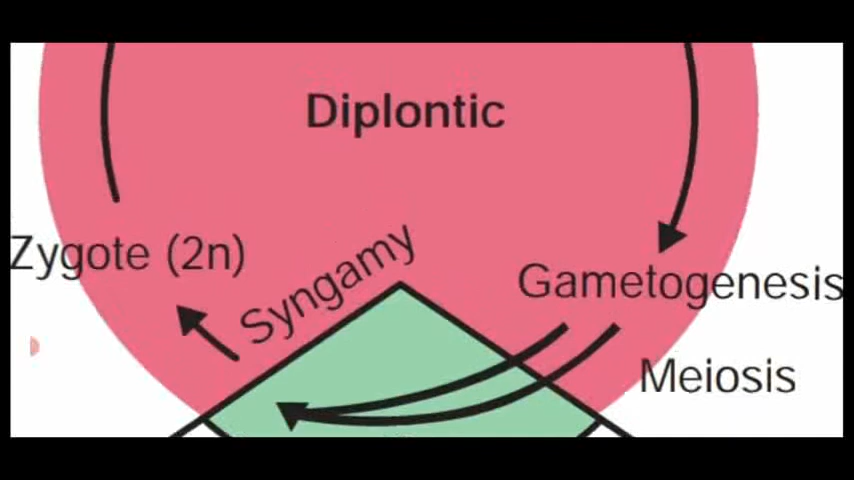 Diplontic
Zygote (2n)
Syngamy
Gametogenesis
Meiosis